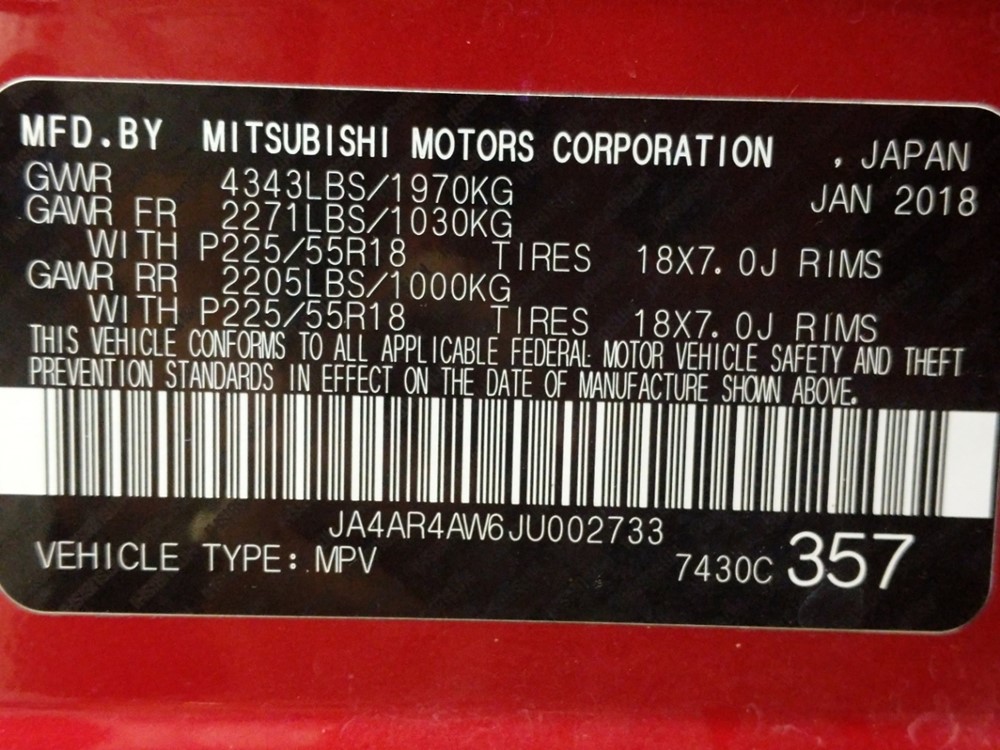 MFD.BY MITSUBISHI MOTORS CORPORATION , JAPAN
GVWR 4343LBS/1970KG JAN 2018
GAWR FR 2271LBS/1030KG
WITH P225/55R18 TIRES 18X7.0J RIMS
GAWR RR 2205LBS/1000KG
WITH P225/55R18 TIRES 18X7.0J RIMS
THIS VEHICLE CONFORMS TO ALL APPLICABLE FEDERAL MOTOR VEHICLE SAFETY AND THEFT
PREVENTION STANDARDS IN EFFECT ON THE DATE OF MANUFACTURE SHOWN ABOVE.
JA4AR4AW6JU002733
VEHICLE TYPE: MPV 7430C 357